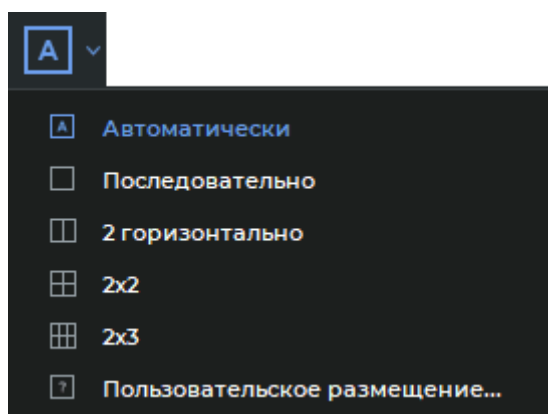 A
A Автоматически
Последовательно
2 горизонтально
2x2
2x3
? Пользовательское размещение...